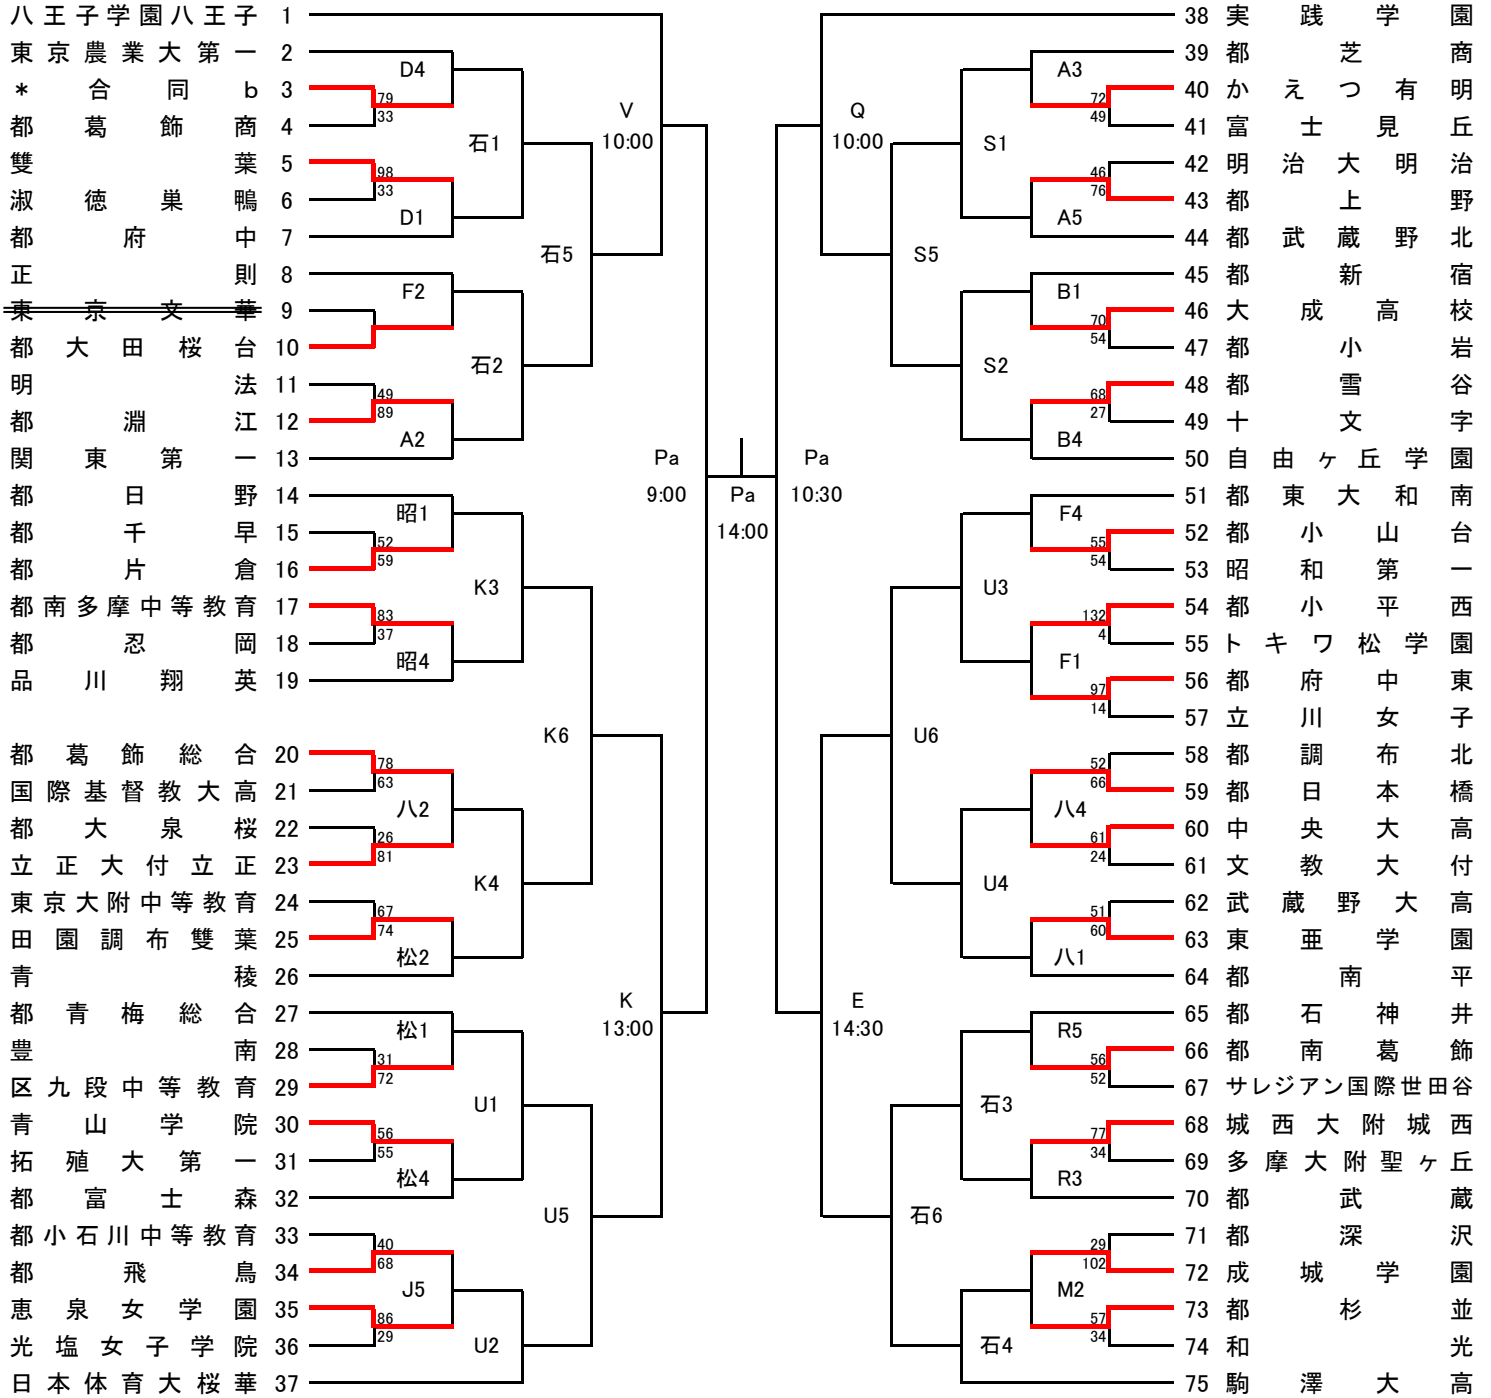 八王子学園八王子 1
東京農業大第一 2
D4
* 合同b 3
79
33
都葛飾商 4
石1
雙葉 5
98
33
淑徳巣鴨 6
D1
都府中 7
石5
正則 8
F2
東京文華 9
都大田桜台 10
石2
明法 11
49
89
都淵江 12
A2
関東第一 13
V
10:00
都日野 14
昭1
都千早 15
52
59
都片倉 16
K3
都南多摩中等教育 17
83
37
都忍岡 18
昭4
品川翔英 19
K6
都葛飾総合 20
78
63
国際基督教大高 21
八2
都大泉桜 22
26
81
立正大付立正 23
K4
東京大附中等教育 24
67
74
田園調布雙葉 25
松2
青稜 26
K
13:00
都青梅総合 27
松1
豊南 28
31
72
区九段中等教育 29
U1
青山学院 30
56
55
拓殖大第一 31
松4
都富士森 32
U5
都小石川中等教育 33
40
68
都飛鳥 34
J5
恵泉女学園 35
86
29
光塩女子学院 36
U2
日本体育大桜華 37
Pa
9:00
Pa
14:00
Pa
10:30
38 実践学園
39 都芝商
A3
40 かえつ有明
72
49
41 富士見丘
S1
42 明治大明治
46
76
43 都上野
A5
44 都武蔵野北
Q
10:00
S5
45 都新宿
B1
46 大成高校
70
54
47 都小岩
S2
48 都雪谷
68
27
49 十文字
B4
50 自由ヶ丘学園
51 都東大和南
F4
52 都小山台
55
54
53 昭和第一
U3
54 都小平西
132
4
55 トキワ松学園
F1
56 都府中東
97
14
57 立川女子
U6
58 都調布北
52
66
59 都日本橋
八4
60 中央大高
61
24
61 文教大付
U4
62 武蔵野大高
51
60
63 東亜学園
八1
64 都南平
E
14:30
65 都石神井
R5
66 都南葛飾
56
52
67 サレジアン国際世田谷
石3
68 城西大附城西
77
34
69 多摩大附聖ヶ丘
R3
70 都武蔵
石6
71 都深沢
29
102
72 成城学園
M2
73 都杉並
57
34
74 和光
石4
75 駒澤大高